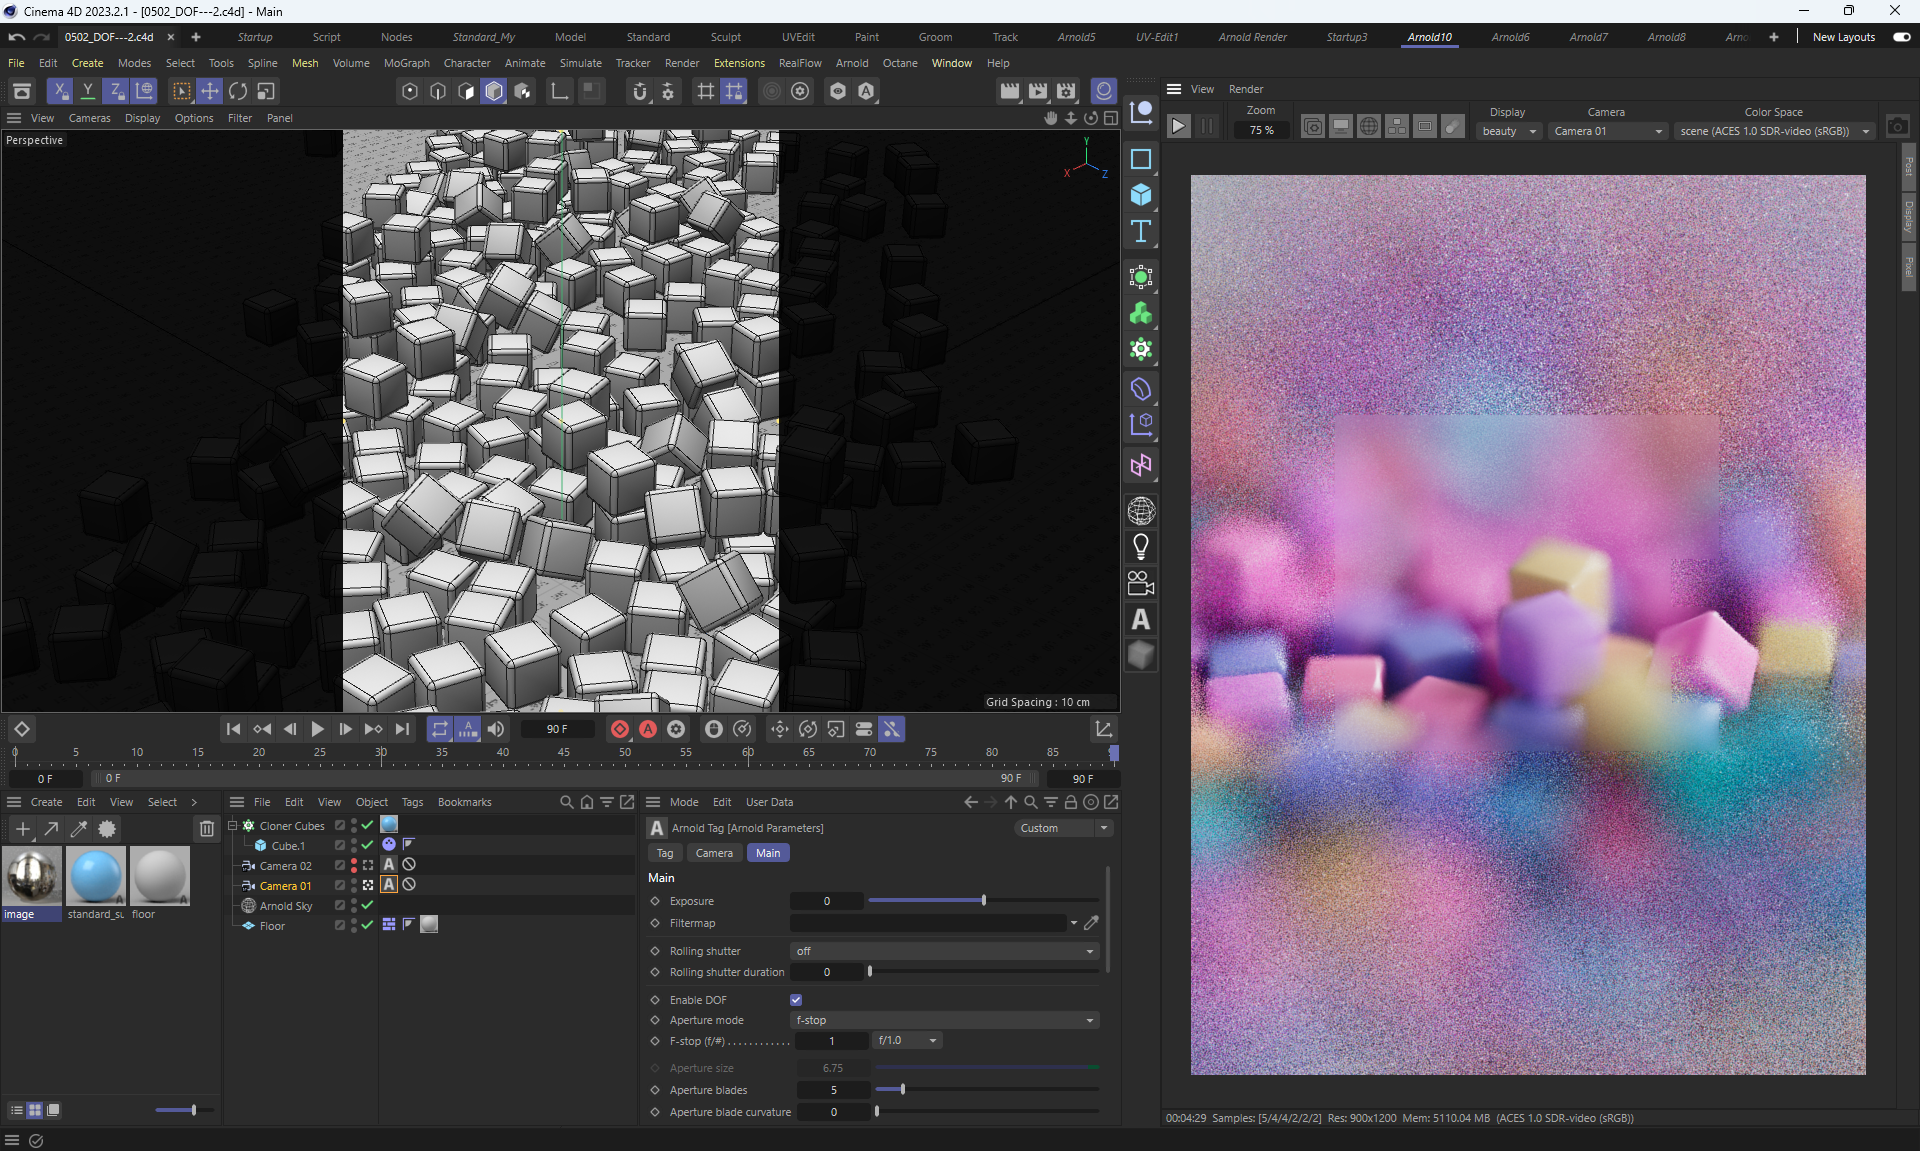 Cinema 4D 2023.2.1 - [0502_DOF---2.c4d] - Main
0502_DOF---2.c4d × + Startup Script Nodes Standard_My Model Standard Sculpt UVEdit Paint Groom Track Arnold5 UV-Edit1 Arnold Render Startup3 Arnold10 Arnold6 Arnold7 Arnold8 Arno + New Layouts
File Edit Create Modes Select Tools Spline Mesh Volume MoGraph Character Animate Simulate Tracker Render Extensions RealFlow Arnold Octane Window Help
X Y Z
View Cameras Display Options Filter Panel
Perspective
Y
X Z
Grid Spacing : 10 cm
View Render
Zoom Display Camera Color Space
75 % beauty Camera 01 scene (ACES 1.0 SDR-video (sRGB))
Post
Display
Pixel
90 F
0 5 10 15 20 25 30 35 40 45 50 55 60 65 70 75 80 85
0 F 0 F 90 F 90 F
Create Edit View Select >
image standard_su floor
File Edit View Object Tags Bookmarks
Cloner Cubes
Cube.1
Camera 02
Camera 01
Arnold Sky
Floor
Mode Edit User Data
Arnold Tag [Arnold Parameters] Custom
Tag Camera Main
Main
Exposure 0
Filtermap
Rolling shutter off
Rolling shutter duration 0
Enable DOF
Aperture mode f-stop
F-stop (f/#) . . . . . . . . . . . . 1 f/1.0
Aperture size 6.75
Aperture blades 5
Aperture blade curvature 0
00:04:29 Samples: [5/4/4/2/2/2] Res: 900x1200 Mem: 5110.04 MB (ACES 1.0 SDR-video (sRGB))